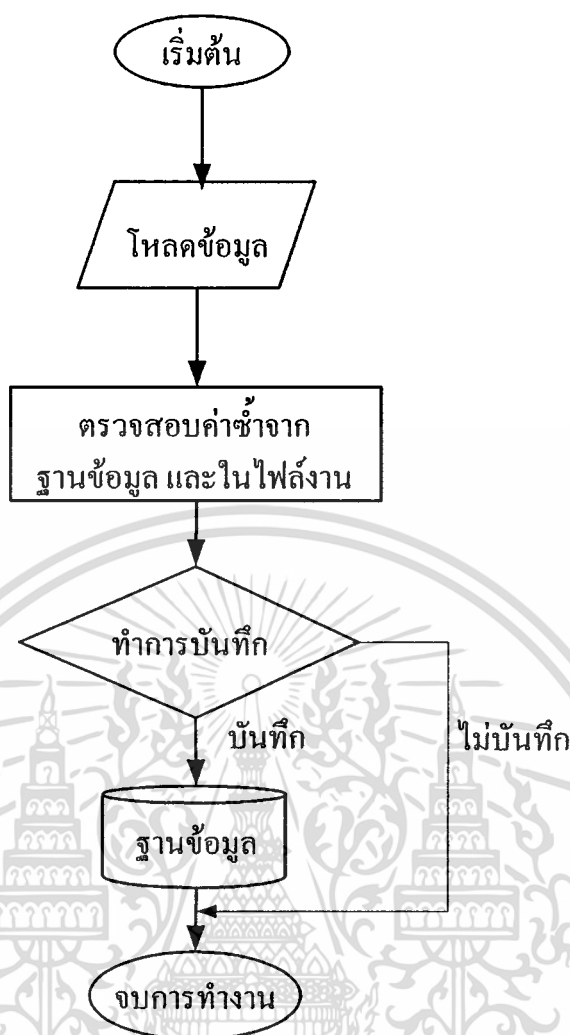 เริ่มต้น
โหลดข้อมูล
ตรวจสอบค่าซ้ำจาก
ฐานข้อมูล และในไฟล์งาน
ทำการบันทึก
บันทึก
ไม่บันทึก
ฐานข้อมูล
จบการทำงาน